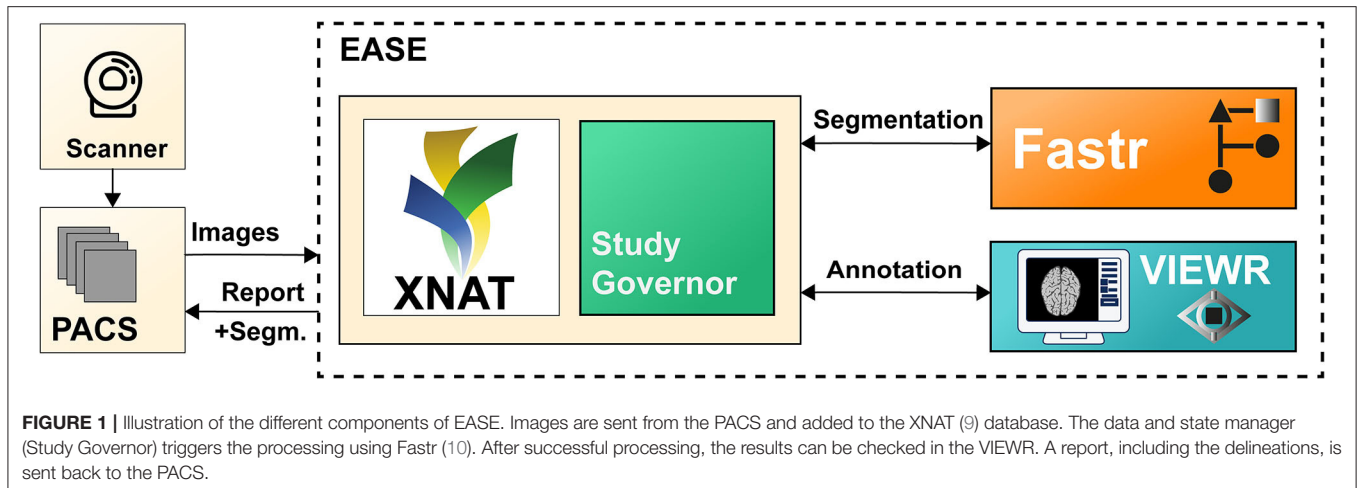 EASE
Scanner
PACS
Images
Report
+Segm.
XNAT
Study
Governor
Segmentation
Annotation
Fastr
VIEWR
FIGURE 1 | Illustration of the different components of EASE. Images are sent from the PACS and added to the XNAT (9) database. The data and state manager
(Study Governor) triggers the processing using Fastr (10). After successful processing, the results can be checked in the VIEWR. A report, including the delineations, is
sent back to the PACS.